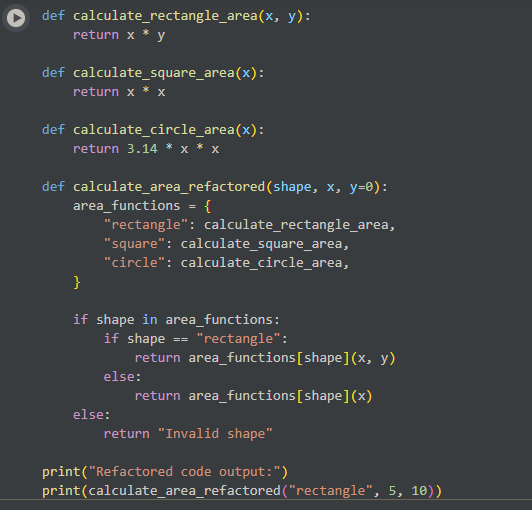 def calculate_rectangle_area(x, y):
    return x * y

def calculate_square_area(x):
    return x * x

def calculate_circle_area(x):
    return 3.14 * x * x

def calculate_area_refactored(shape, x, y=0):
    area_functions = {
        "rectangle": calculate_rectangle_area,
        "square": calculate_square_area,
        "circle": calculate_circle_area,
    }

    if shape in area_functions:
        if shape == "rectangle":
            return area_functions[shape](x, y)
        else:
            return area_functions[shape](x)
    else:
        return "Invalid shape"

print("Refactored code output:")
print(calculate_area_refactored("rectangle", 5, 10))